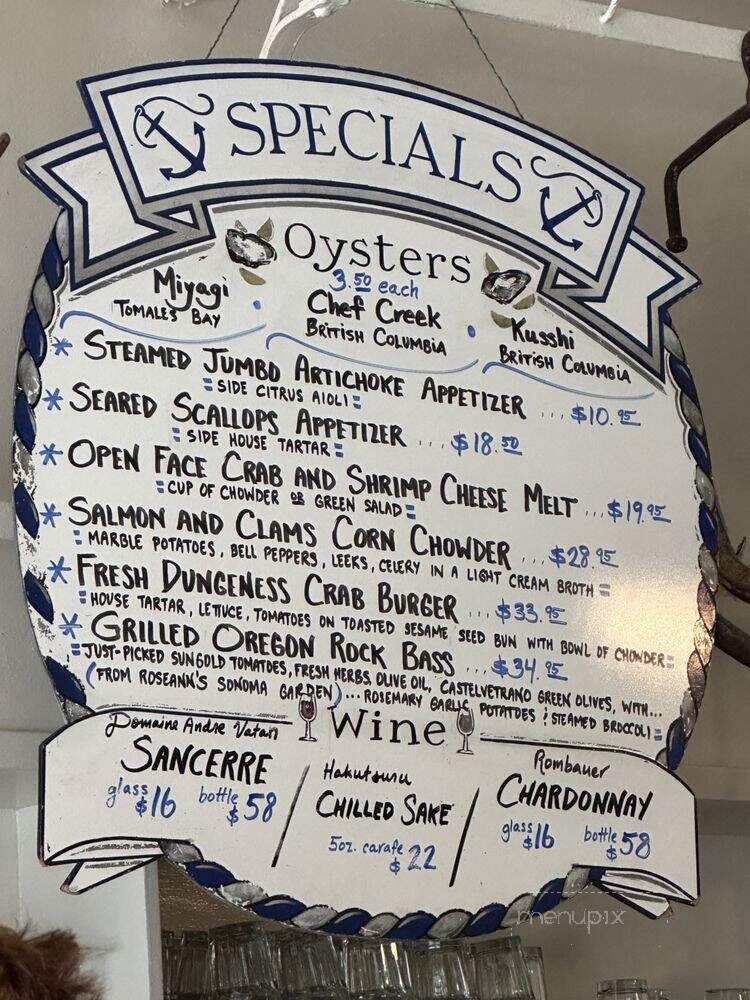 SPECIALS
Oysters
3.50 each
Miyagi
TOMALES BAY
Chef Creek
BRITISH COLUMBIA
Kusshi
BRITISH COLUMBIA
* STEAMED JUMBO ARTICHOKE APPETIZER ... $10.95
= SIDE CITRUS AIOLI =
* SEARED SCALLOPS APPETIZER ... $18.50
= SIDE HOUSE TARTAR =
* OPEN FACE CRAB AND SHRIMP CHEESE MELT ... $19.95
= CUP OF CHOWDER OR GREEN SALAD =
* SALMON AND CLAMS CORN CHOWDER ... $28.95
= MARBLE POTATOES, BELL PEPPERS, LEEKS, CELERY IN A LIGHT CREAM BROTH =
* FRESH DUNGENESS CRAB BURGER ... $33.95
= HOUSE TARTAR, LETTUCE, TOMATOES ON TOASTED SESAME SEED BUN WITH BOWL OF CHOWDER =
* GRILLED OREGON ROCK BASS ... $34.95
= JUST-PICKED SUNGOLD TOMATOES, FRESH HERBS, OLIVE OIL, CASTELVETRANO GREEN OLIVES, WITH...
(FROM ROSEANN'S SONOMA GARDEN) ... ROSEMARY GARLIC POTATOES & STEAMED BROCCOLI =
Wine
Domaine Andre Vatan
SANCERRE
glass $16 bottle $58
Hakutsuru
CHILLED SAKE
5oz. carafe $22
Rombauer
CHARDONNAY
glass $16 bottle $58
menupix